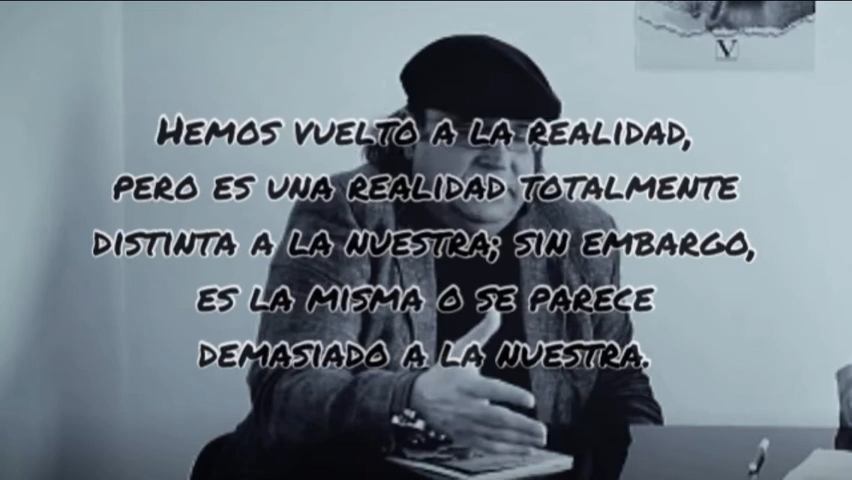 V
HEMOS VUELTO A LA REALIDAD,
PERO ES UNA REALIDAD TOTALMENTE
DISTINTA A LA NUESTRA; SIN EMBARGO,
ES LA MISMA O SE PARECE
DEMASIADO A LA NUESTRA.